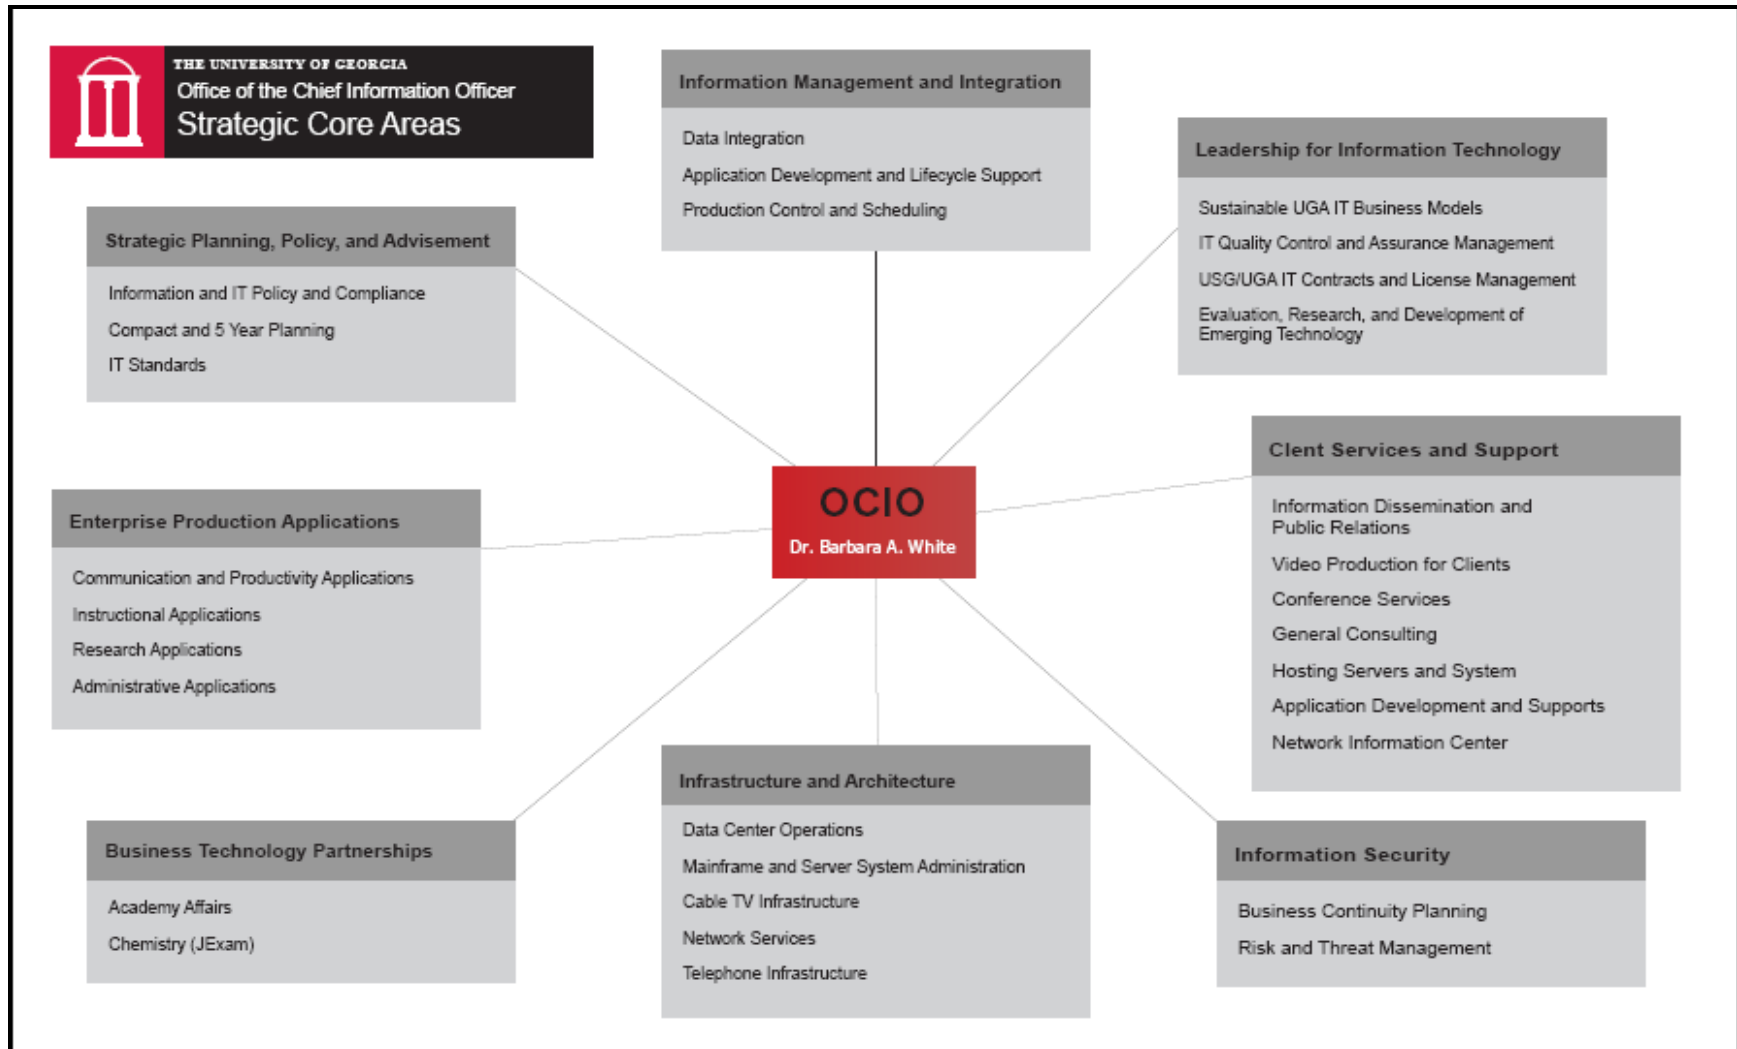 THE UNIVERSITY OF GEORGIA
Office of the Chief Information Officer
Strategic Core Areas
Information Management and Integration
Data Integration
Application Development and Lifecycle Support
Production Control and Scheduling
Leadership for Information Technology
Sustainable UGA IT Business Models
IT Quality Control and Assurance Management
USG/UGA IT Contracts and License Management
Evaluation, Research, and Development of
Emerging Technology
Strategic Planning, Policy, and Advisement
Information and IT Policy and Compliance
Compact and 5 Year Planning
IT Standards
Clent Services and Support
Information Dissemination and
Public Relations
Video Production for Clients
Conference Services
General Consulting
Hosting Servers and System
Application Development and Supports
Network Information Center
OCIO
Dr. Barbara A. White
Enterprise Production Applications
Communication and Productivity Applications
Instructional Applications
Research Applications
Administrative Applications
Business Technology Partnerships
Academy Affairs
Chemistry (JExam)
Infrastructure and Architecture
Data Center Operations
Mainframe and Server System Administration
Cable TV Infrastructure
Network Services
Telephone Infrastructure
Information Security
Business Continuity Planning
Risk and Threat Management